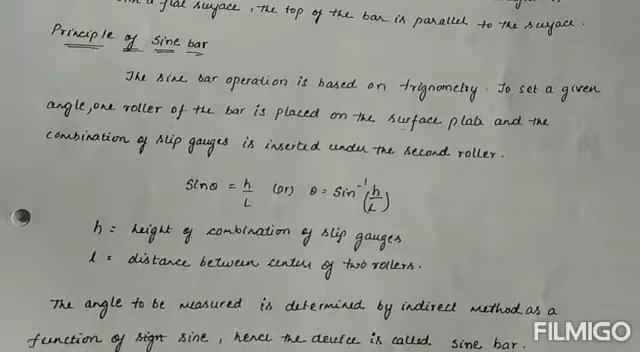 a flat surface, the top of the bar is parallel to the surface.
Principle of sine bar
The sine bar operation is based on trignometry. To set a given
angle, one roller of the bar is placed on the surface plate and the
combination of slip gauges is inserted under the second roller.
Sinθ = h/L (or) θ = Sin⁻¹(h/L)
h = height of combination of slip gauges
l = distance between centers of two rollers.
The angle to be measured is determined by indirect method as a
function of sign sine, hence the device is called sine bar.
FILMIGO